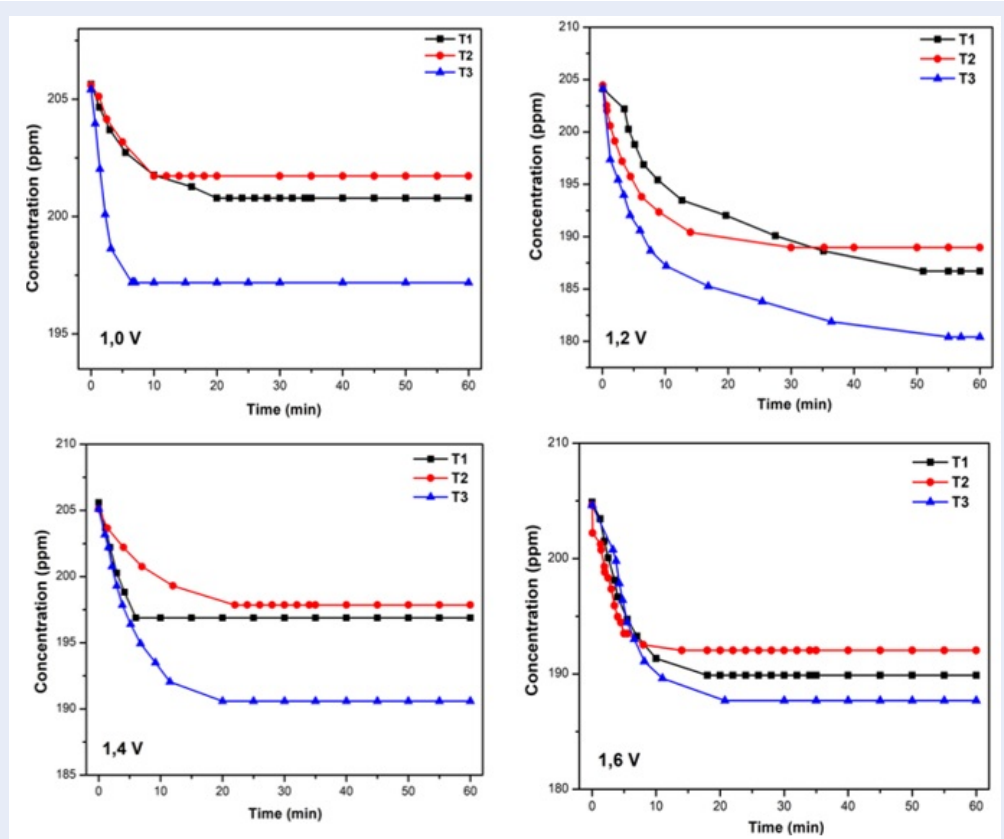 T1
T2
T3
205
200
195
Concentration (ppm)
1,0 V
0 10 20 30 40 50 60
Time (min)
T1
T2
T3
210
205
200
195
190
185
180
Concentration (ppm)
1,2 V
0 10 20 30 40 50 60
Time (min)
T1
T2
T3
210
205
200
195
190
185
Concentration (ppm)
1,4 V
0 10 20 30 40 50 60
Time (min)
T1
T2
T3
210
200
190
180
Concentration (ppm)
1,6 V
0 10 20 30 40 50 60
Time (min)